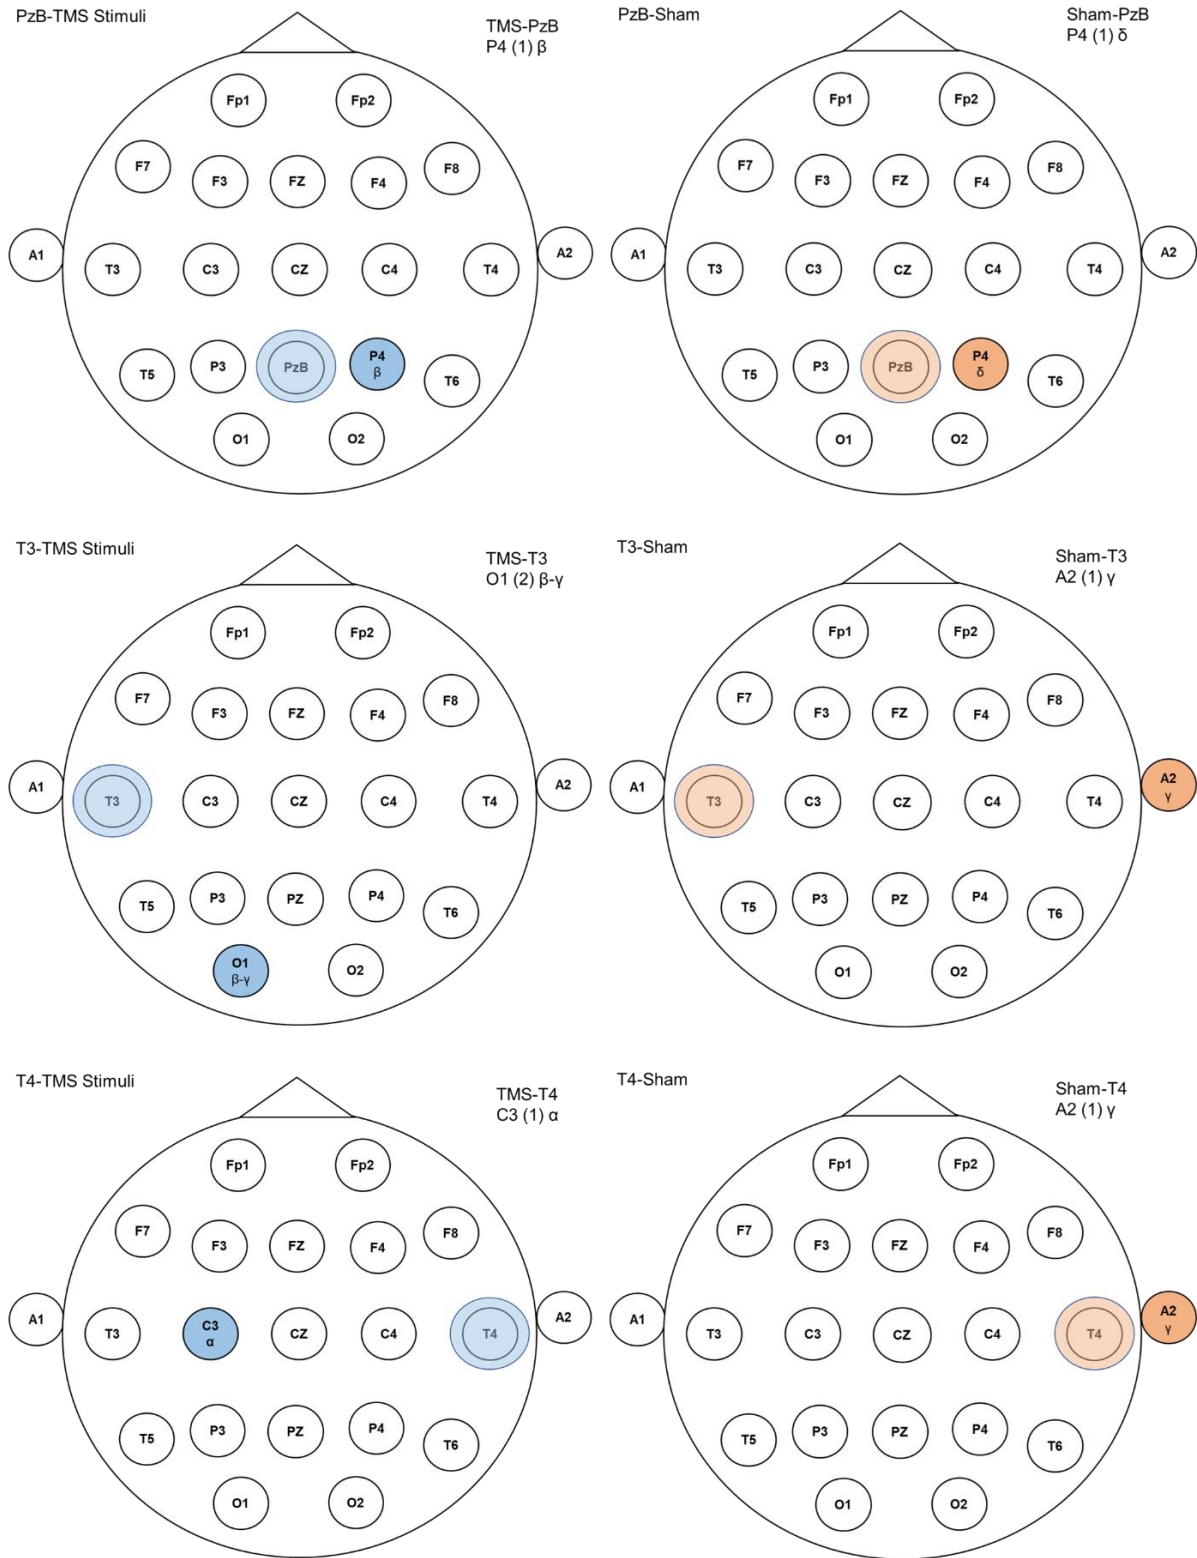 PzB-TMS Stimuli
TMS-PzB
P4 (1) β
Fp1 Fp2
F7 F3 FZ F4 F8
A1 T3 C3 CZ C4 T4 A2
T5 P3 PzB P4 T6
β
O1 O2
PzB-Sham
Sham-PzB
P4 (1) δ
Fp1 Fp2
F7 F3 FZ F4 F8
A1 T3 C3 CZ C4 T4 A2
T5 P3 PzB P4 T6
δ
O1 O2
T3-TMS Stimuli
TMS-T3
O1 (2) β-γ
Fp1 Fp2
F7 F3 FZ F4 F8
A1 T3 C3 CZ C4 T4 A2
T5 P3 PZ P4 T6
O1 O2
β-γ
T3-Sham
Sham-T3
A2 (1) γ
Fp1 Fp2
F7 F3 FZ F4 F8
A1 T3 C3 CZ C4 T4 A2
γ
T5 P3 PZ P4 T6
O1 O2
T4-TMS Stimuli
TMS-T4
C3 (1) α
Fp1 Fp2
F7 F3 FZ F4 F8
A1 T3 C3 CZ C4 T4 A2
α
T5 P3 PZ P4 T6
O1 O2
T4-Sham
Sham-T4
A2 (1) γ
Fp1 Fp2
F7 F3 FZ F4 F8
A1 T3 C3 CZ C4 T4 A2
γ
T5 P3 PZ P4 T6
O1 O2